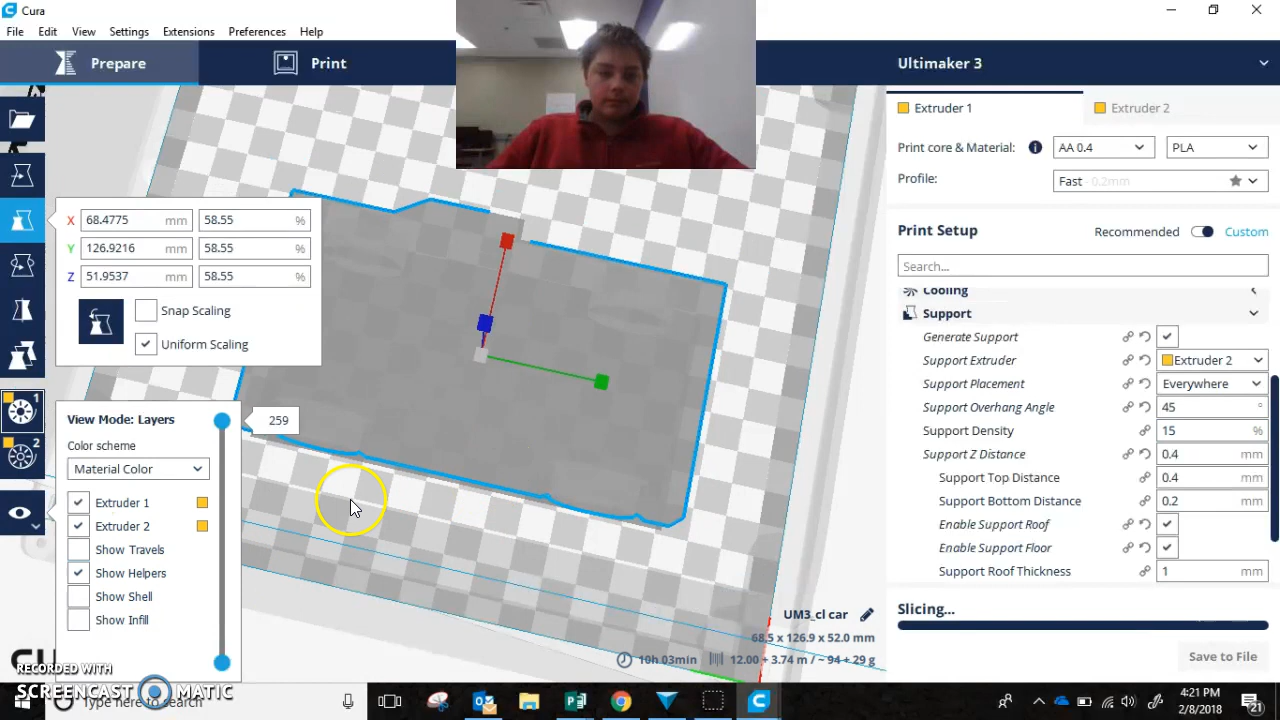 Cura
File Edit View Settings Extensions Preferences Help
Prepare
Print
Ultimaker 3
Extruder 1
Extruder 2
Print core & Material:
AA 0.4
PLA
Profile:
Fast - 0.2mm
Print Setup
Recommended
Custom
Search...
Cooling
Support
Generate Support
Support Extruder
Extruder 2
Support Placement
Everywhere
Support Overhang Angle
45 °
Support Density
15 %
Support Z Distance
0.4 mm
Support Top Distance
0.4 mm
Support Bottom Distance
0.2 mm
Enable Support Roof
Enable Support Floor
Support Roof Thickness
1 mm
Slicing...
Save to File
X 68.4775 mm 58.55 %
Y 126.9216 mm 58.55 %
Z 51.9537 mm 58.55 %
Snap Scaling
Uniform Scaling
1
2
View Mode: Layers
259
Color scheme
Material Color
Extruder 1
Extruder 2
Show Travels
Show Helpers
Show Shell
Show Infill
UM3_cl car
68.5 x 126.9 x 52.0 mm
10h 03min
12.00 + 3.74 m / ~ 94 + 29 g
RECORDED WITH
SCREENCAST MATIC
Type here to search
4:21 PM
2/8/2018
21